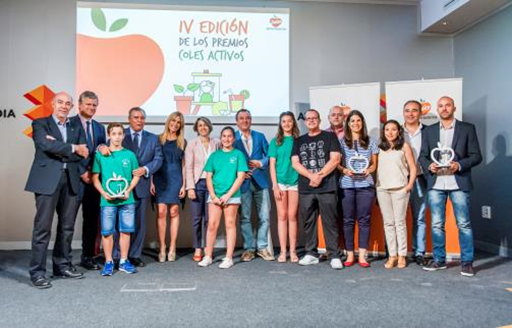 IV EDICIÓN
DE LOS PREMIOS
COLES ACTIVOS
DIA